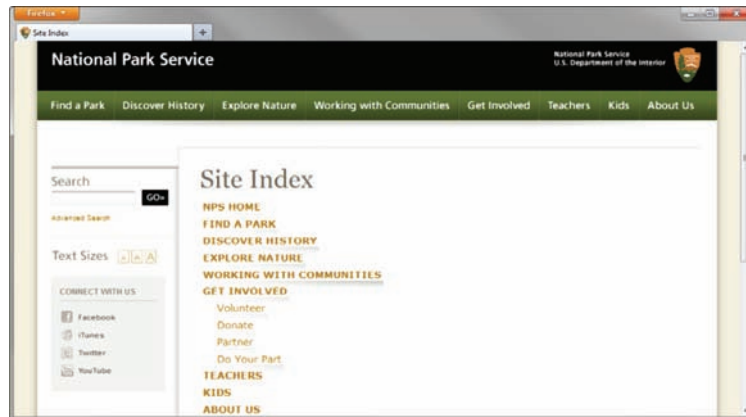 Firefox
Site Index
National Park Service
National Park Service
U.S. Department of the Interior
Find a Park Discover History Explore Nature Working with Communities Get Involved Teachers Kids About Us
Search
GO»
Advanced Search
Text Sizes A A A
CONNECT WITH US
Facebook
iTunes
Twitter
YouTube
Site Index
NPS HOME
FIND A PARK
DISCOVER HISTORY
EXPLORE NATURE
WORKING WITH COMMUNITIES
GET INVOLVED
Volunteer
Donate
Partner
Do Your Part
TEACHERS
KIDS
ABOUT US